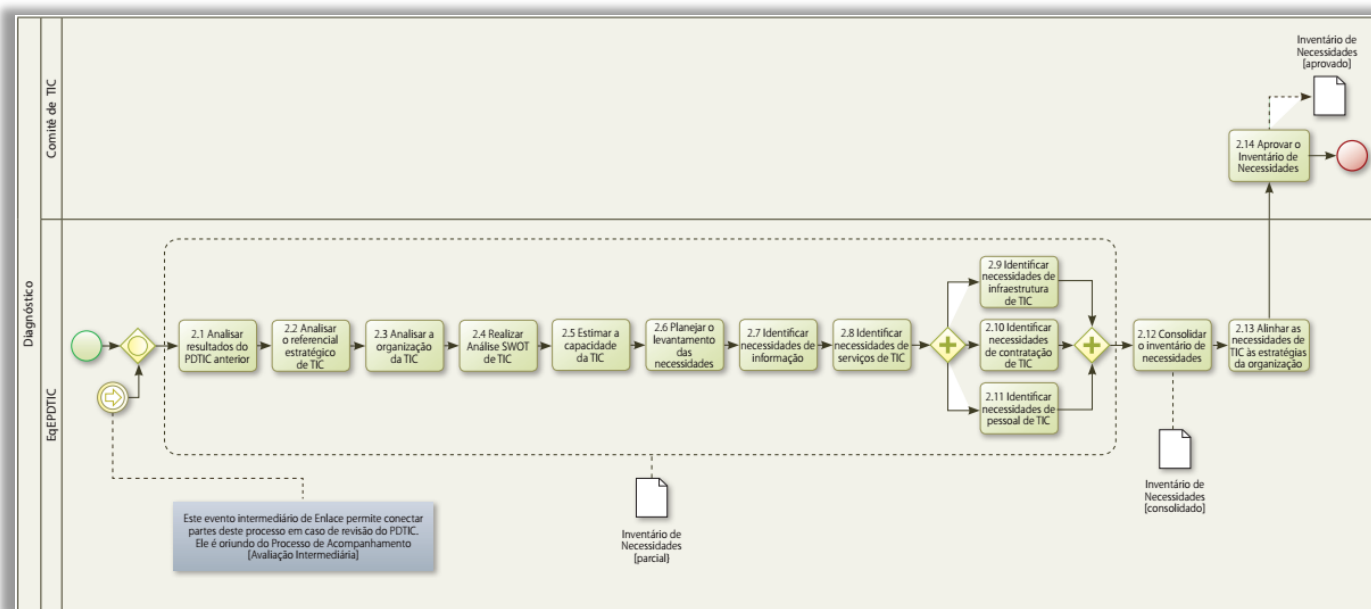 Diagnóstico
Comitê de TIC
EqEPDTIC
Inventário de
Necessidades
[aprovado]
2.14 Aprovar o
Inventário de
Necessidades
2.1 Analisar
resultados do
PDTIC anterior
2.2 Analisar
o referencial
estratégico
de TIC
2.3 Analisar a
organização
da TIC
2.4 Realizar
Análise SWOT
de TIC
2.5 Estimar a
capacidade
da TIC
2.6 Planejar o
levantamento
das
necessidades
2.7 Identificar
necessidades de
informação
2.8 Identificar
necessidades de
serviços de TIC
2.9 Identificar
necessidades de
infraestrutura
de TIC
2.10 Identificar
necessidades
de contratação
de TIC
2.11 Identificar
necessidades de
pessoal de TIC
2.12 Consolidar
o inventário de
necessidades
2.13 Alinhar as
necessidades de
TIC às estratégias
da organização
Inventário de
Necessidades
[consolidado]
Inventário de
Necessidades
[parcial}
Este evento intermediário de Enlace permite conectar
partes deste processo em caso de revisão do PDTIC.
Ele é oriundo do Processo de Acompanhamento
[Avaliação Intermediária]